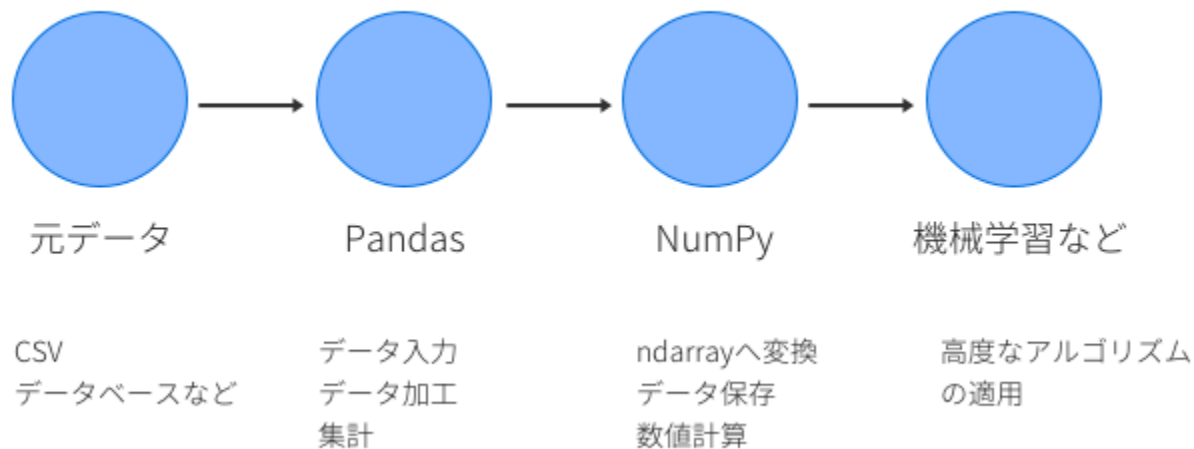 元データ
Pandas
NumPy
機械学習など
CSV
データベースなど
データ入力
データ加工
集計
ndarrayへ変換
データ保存
数値計算
高度なアルゴリズム
の適用